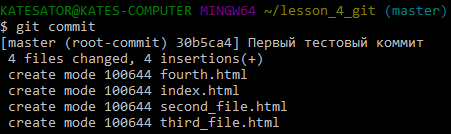 KATESATOR@KATES-COMPUTER MINGW64 ~/lesson_4_git (master)
$ git commit
[master (root-commit) 30b5ca4] Первый тестовый коммит
4 files changed, 4 insertions(+)
create mode 100644 fourth.html
create mode 100644 index.html
create mode 100644 second_file.html
create mode 100644 third_file.html